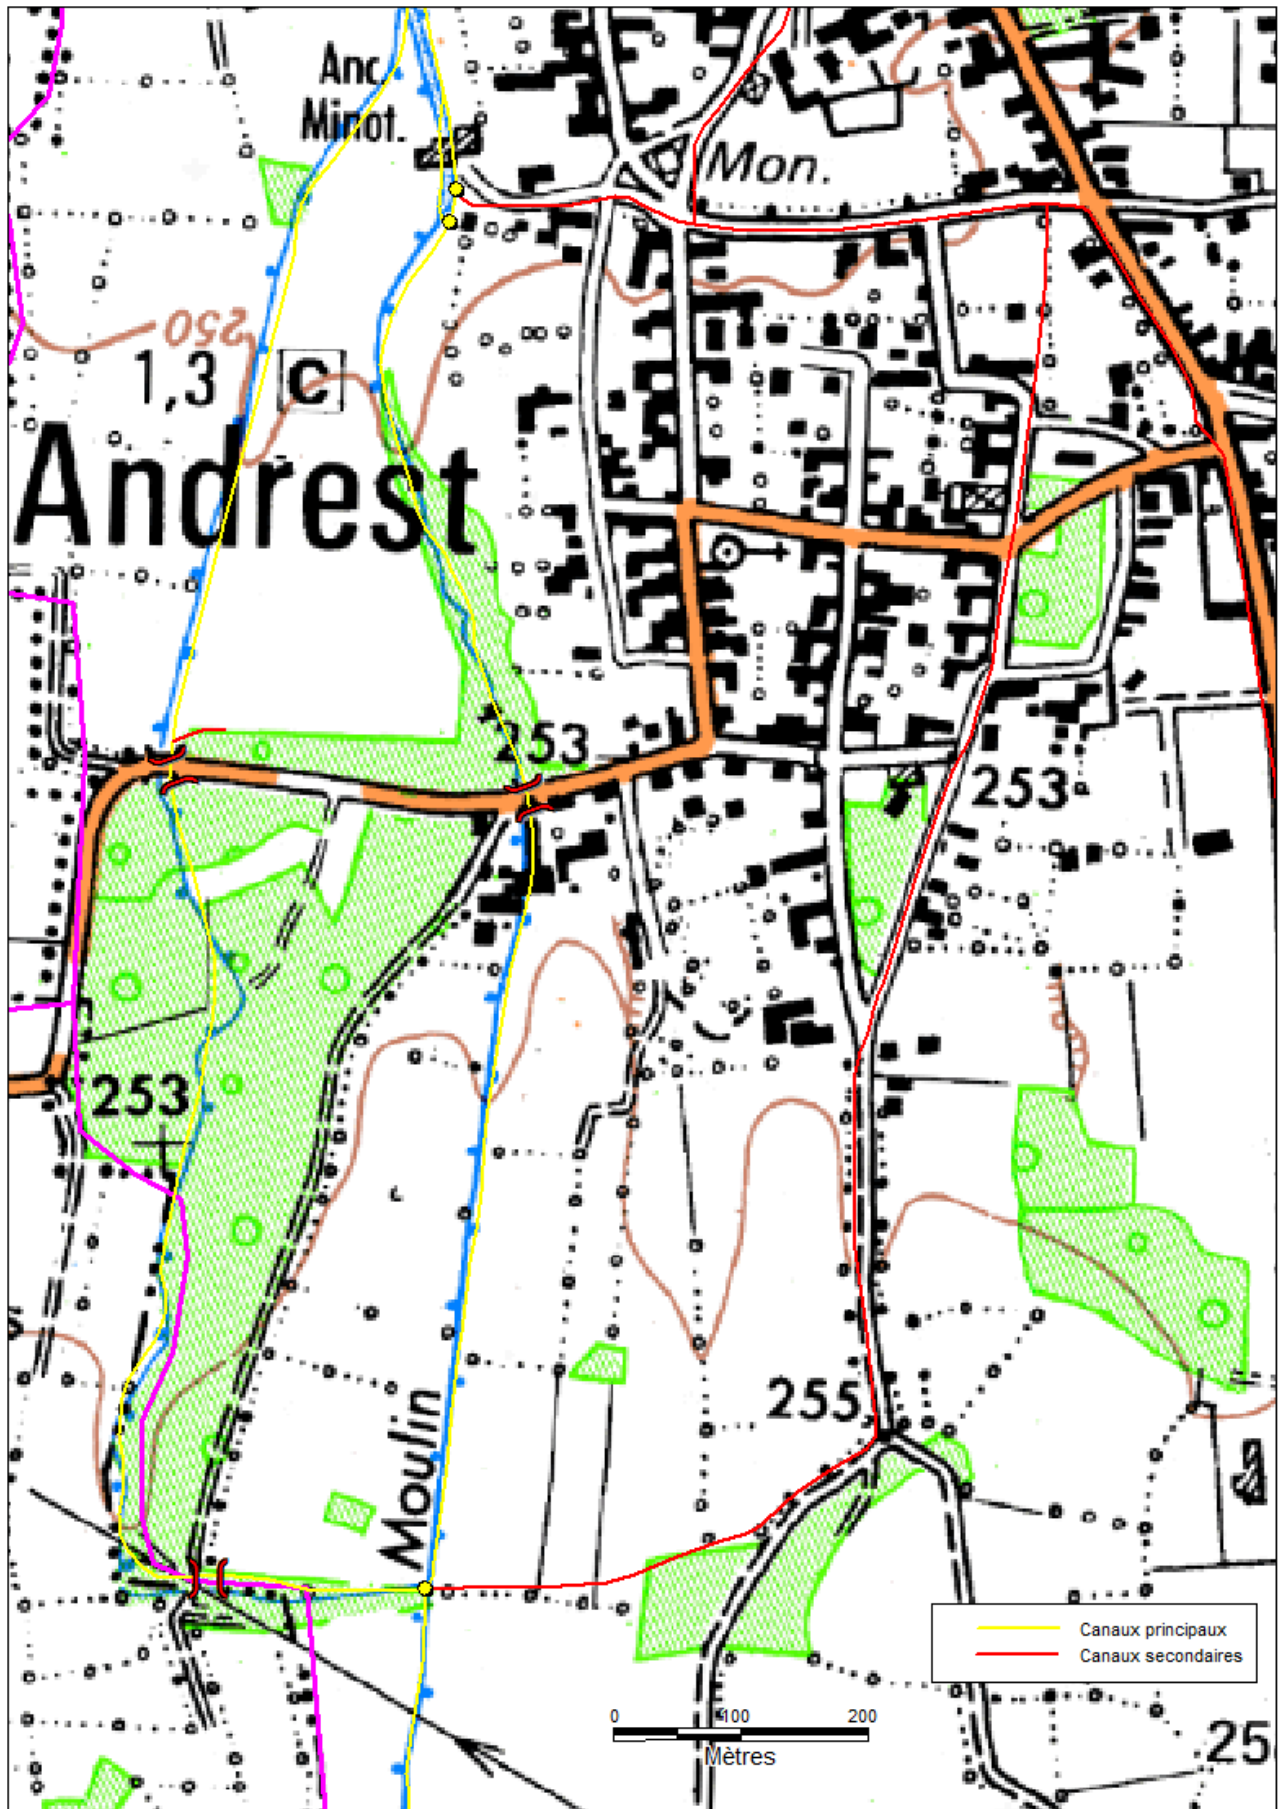 Anc.
Minot.
Mon.
250
1,3
C
Andrest
253
253
253
255
Moulin
Canaux principaux
Canaux secondaires
0 100 200
Mètres
25